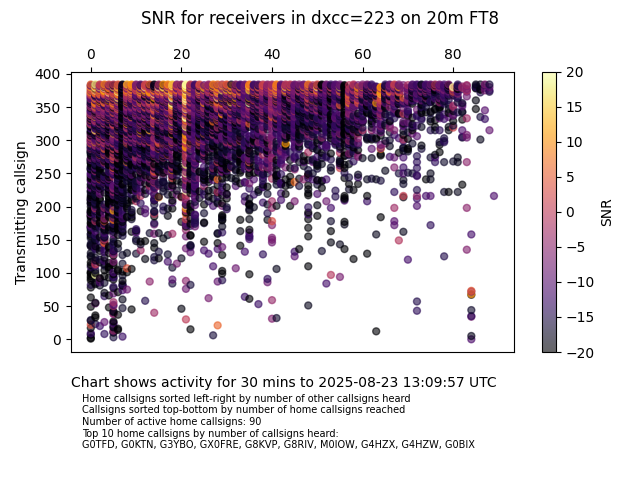 SNR for receivers in dxcc=223 on 20m FT8
0 20 40 60 80
400
350
300
250
200
150
100
50
0
Transmitting callsign
20
15
10
5
0
−5
−10
−15
−20
SNR
Chart shows activity for 30 mins to 2025-08-23 13:09:57 UTC
Home callsigns sorted left-right by number of other callsigns heard
Callsigns sorted top-bottom by number of home callsigns reached
Number of active home callsigns: 90
Top 10 home callsigns by number of callsigns heard:
G0TFD, G0KTN, G3YBO, GX0FRE, G8KVP, G8RIV, M0IOW, G4HZX, G4HZW, G0BIX